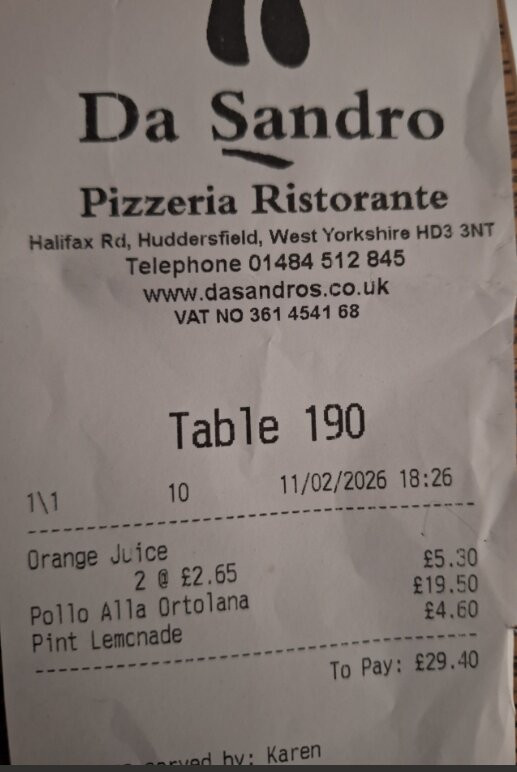 Da Sandro
Pizzeria Ristorante
Halifax Rd, Huddersfield, West Yorkshire HD3 3NT
Telephone 01484 512 845
www.dasandros.co.uk
VAT NO 361 4541 68
Table 190
1\1 10 11/02/2026 18:26
Orange Juice
2 @ £2.65 £5.30
Pollo Alla Ortolana £19.50
Pint Lemonade £4.60
To Pay: £29.40
by: Karen